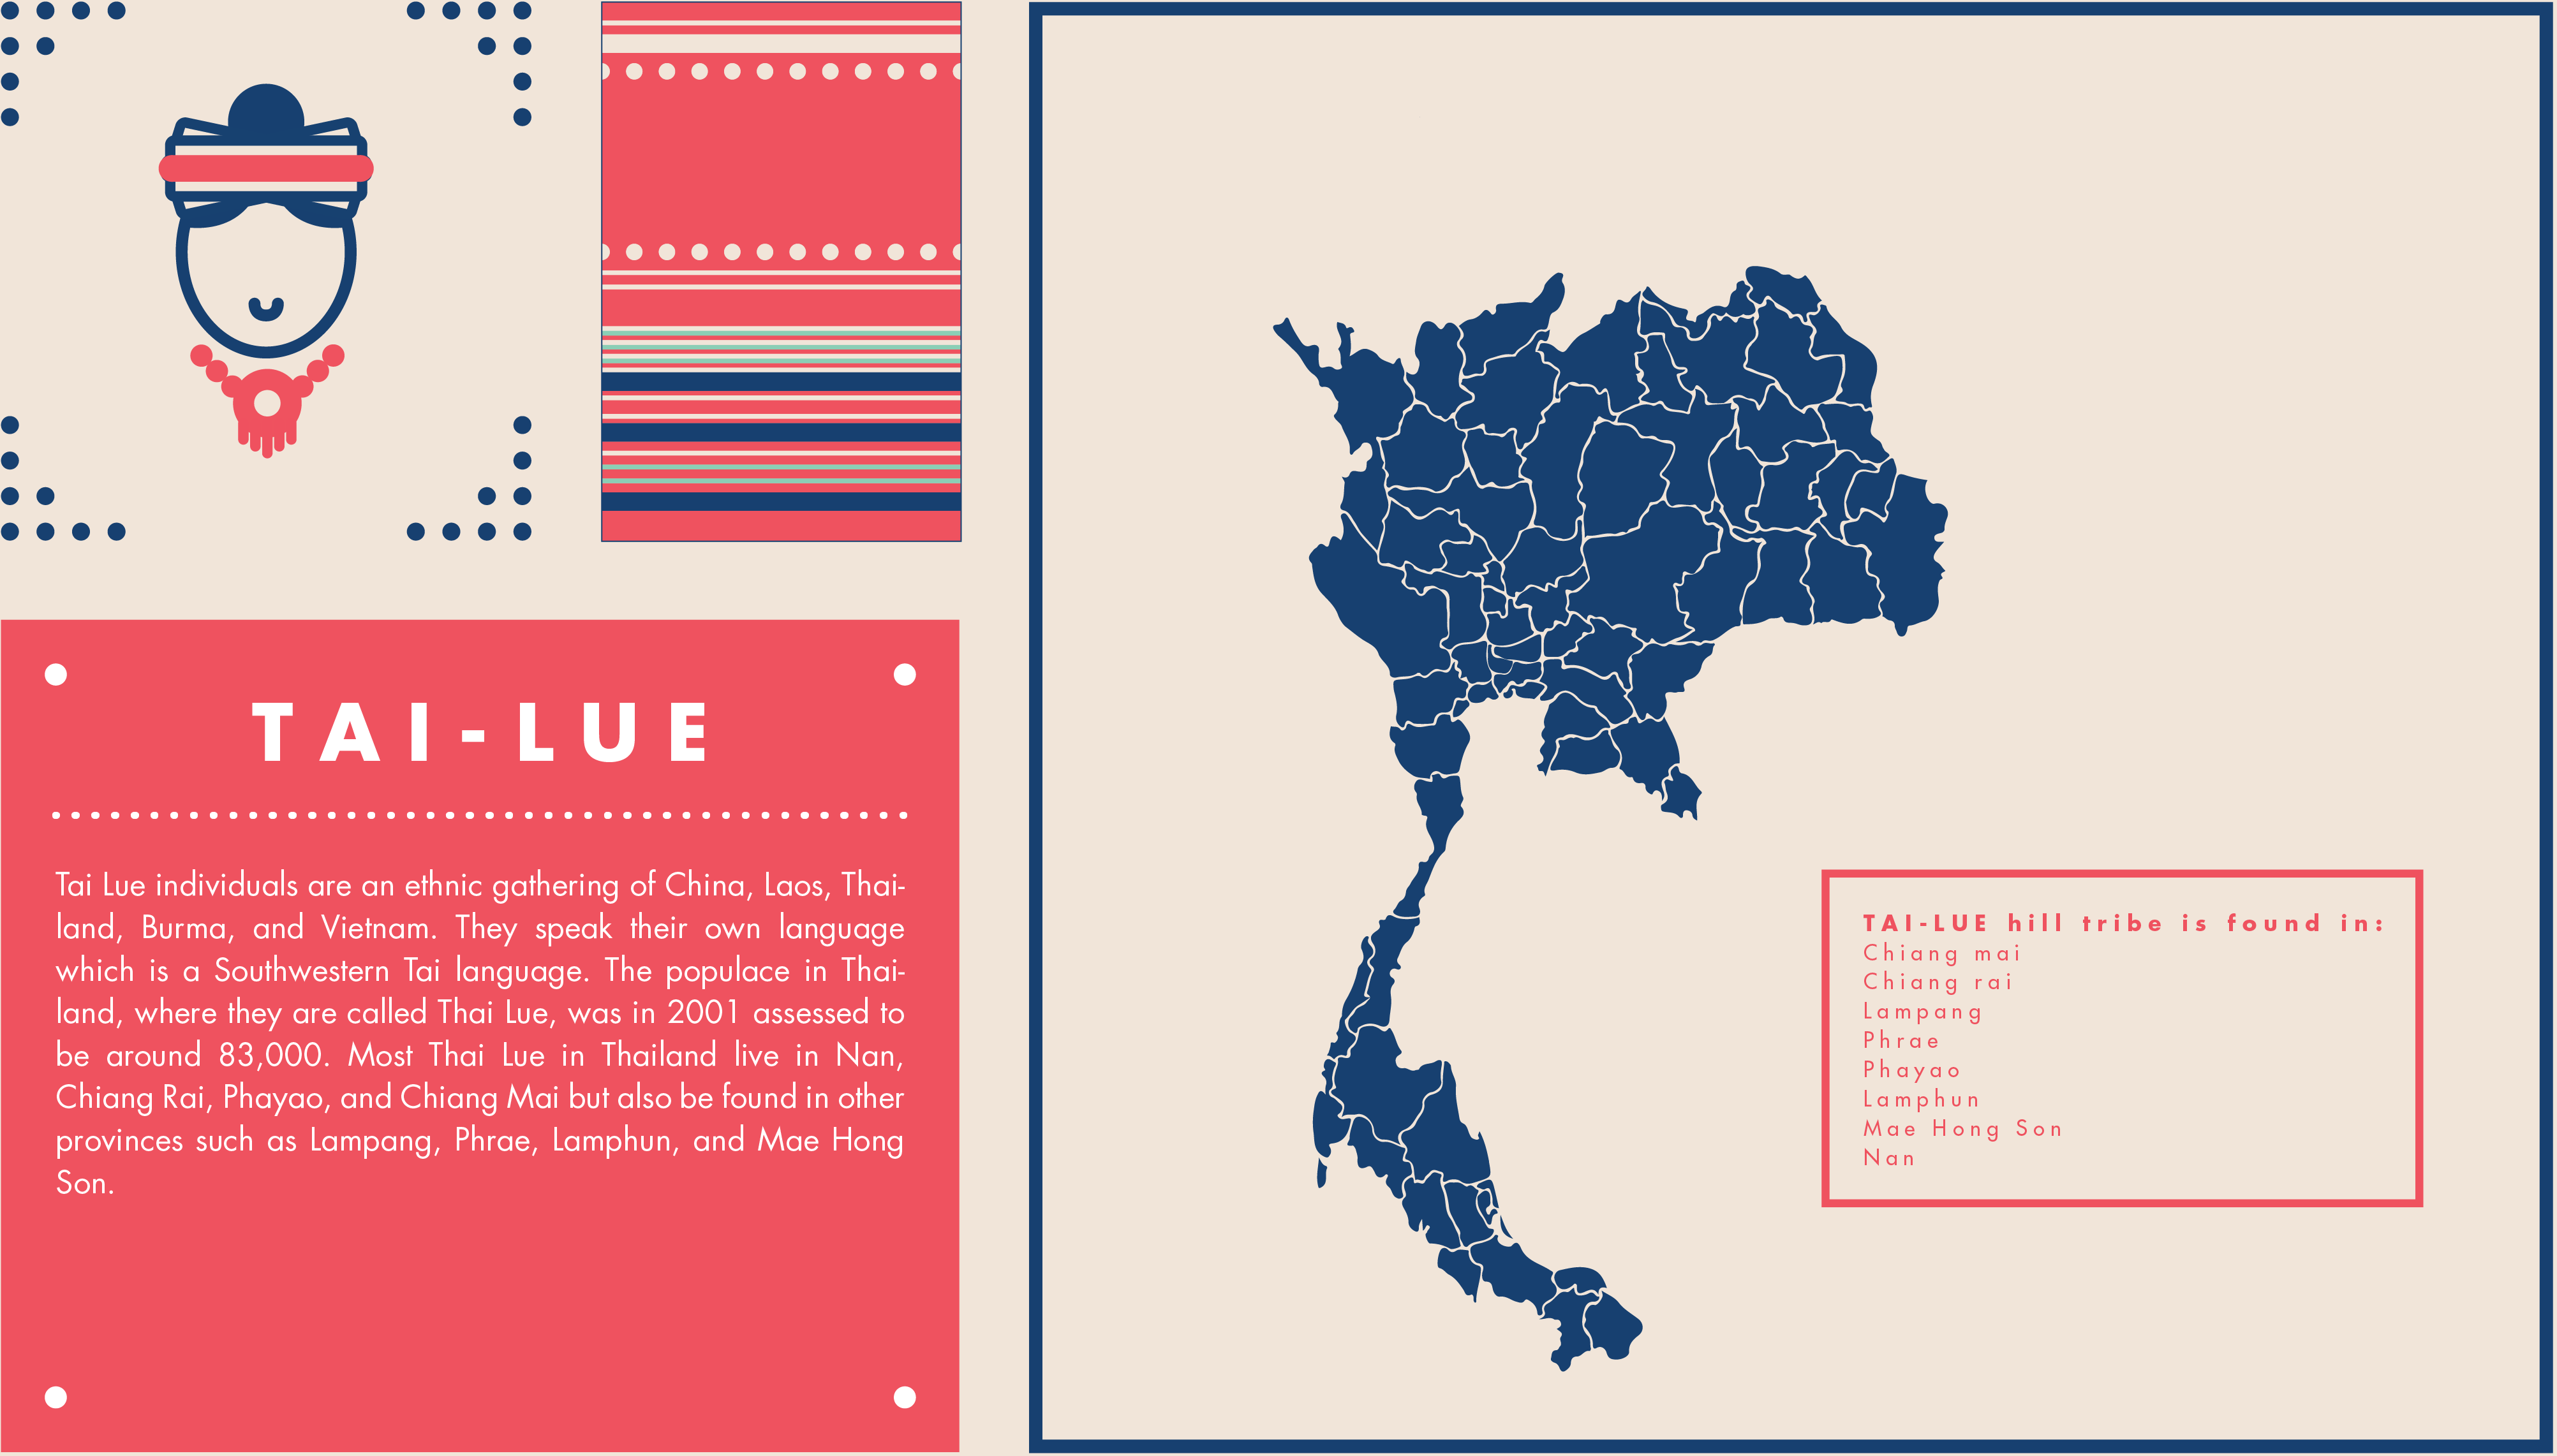 TAI-LUE
Tai Lue individuals are an ethnic gathering of China, Laos, Thai-
land, Burma, and Vietnam. They speak their own language
which is a Southwestern Tai language. The populace in Thai-
land, where they are called Thai Lue, was in 2001 assessed to
be around 83,000. Most Thai Lue in Thailand live in Nan,
Chiang Rai, Phayao, and Chiang Mai but also be found in other
provinces such as Lampang, Phrae, Lamphun, and Mae Hong
Son.
TAI-LUE hill tribe is found in:
Chiang mai
Chiang rai
Lampang
Phrae
Phayao
Lamphun
Mae Hong Son
Nan